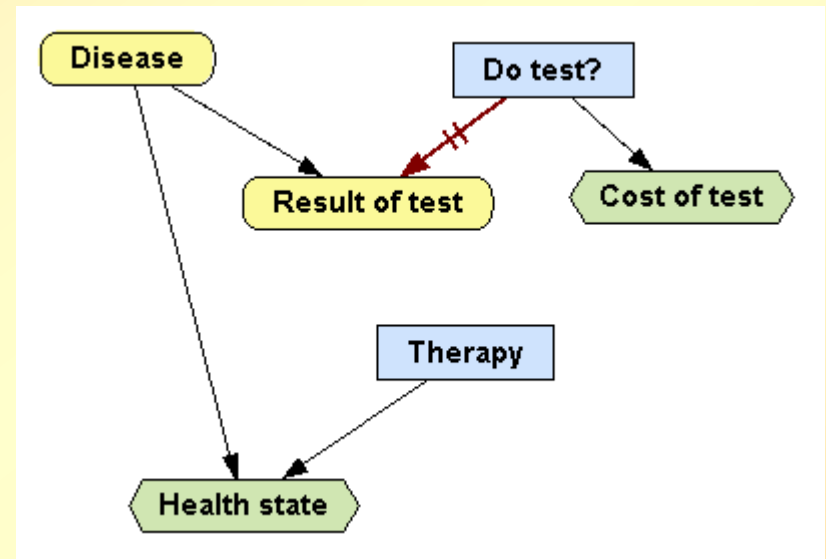 Disease
Do test?
Result of test
Cost of test
Therapy
Health state